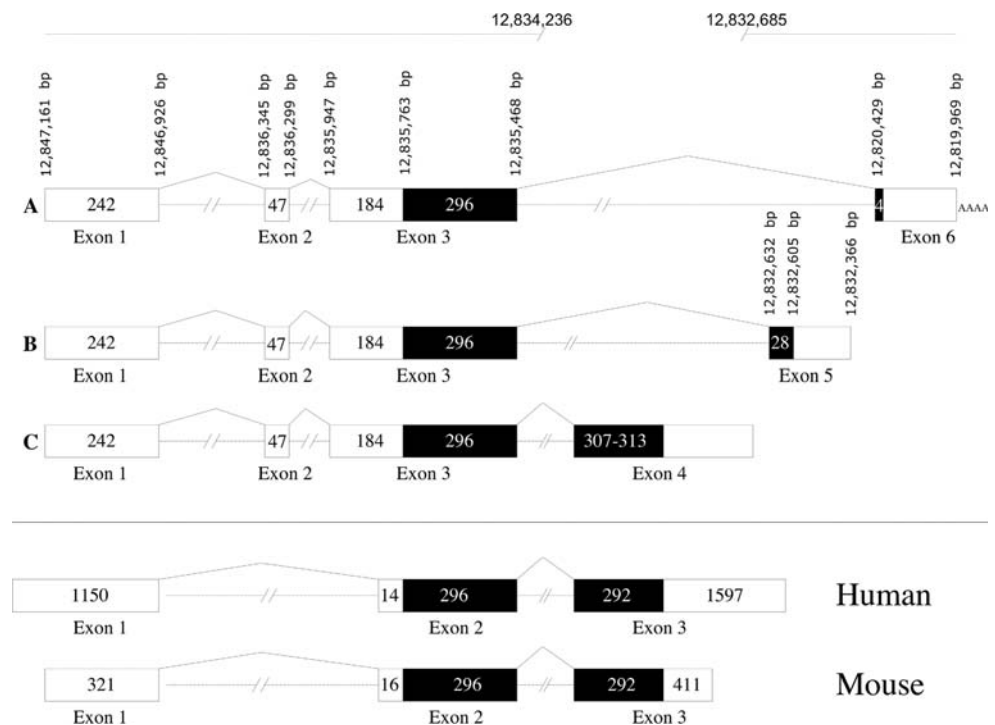 12,834,236 12,832,685
12,847,161 bp 12,846,926 bp 12,836,345 bp 12,836,299 bp 12,835,947 bp 12,835,763 bp 12,835,468 bp 12,820,429 bp 12,819,969 bp
A 242 47 184 296 4 AAAA
Exon 1 Exon 2 Exon 3 Exon 6
12,832,632 bp 12,832,605 bp 12,832,366 bp
B 242 47 184 296 28
Exon 1 Exon 2 Exon 3 Exon 5
C 242 47 184 296 307-313
Exon 1 Exon 2 Exon 3 Exon 4
1150 14 296 292 1597 Human
Exon 1 Exon 2 Exon 3
321 16 296 292 411 Mouse
Exon 1 Exon 2 Exon 3